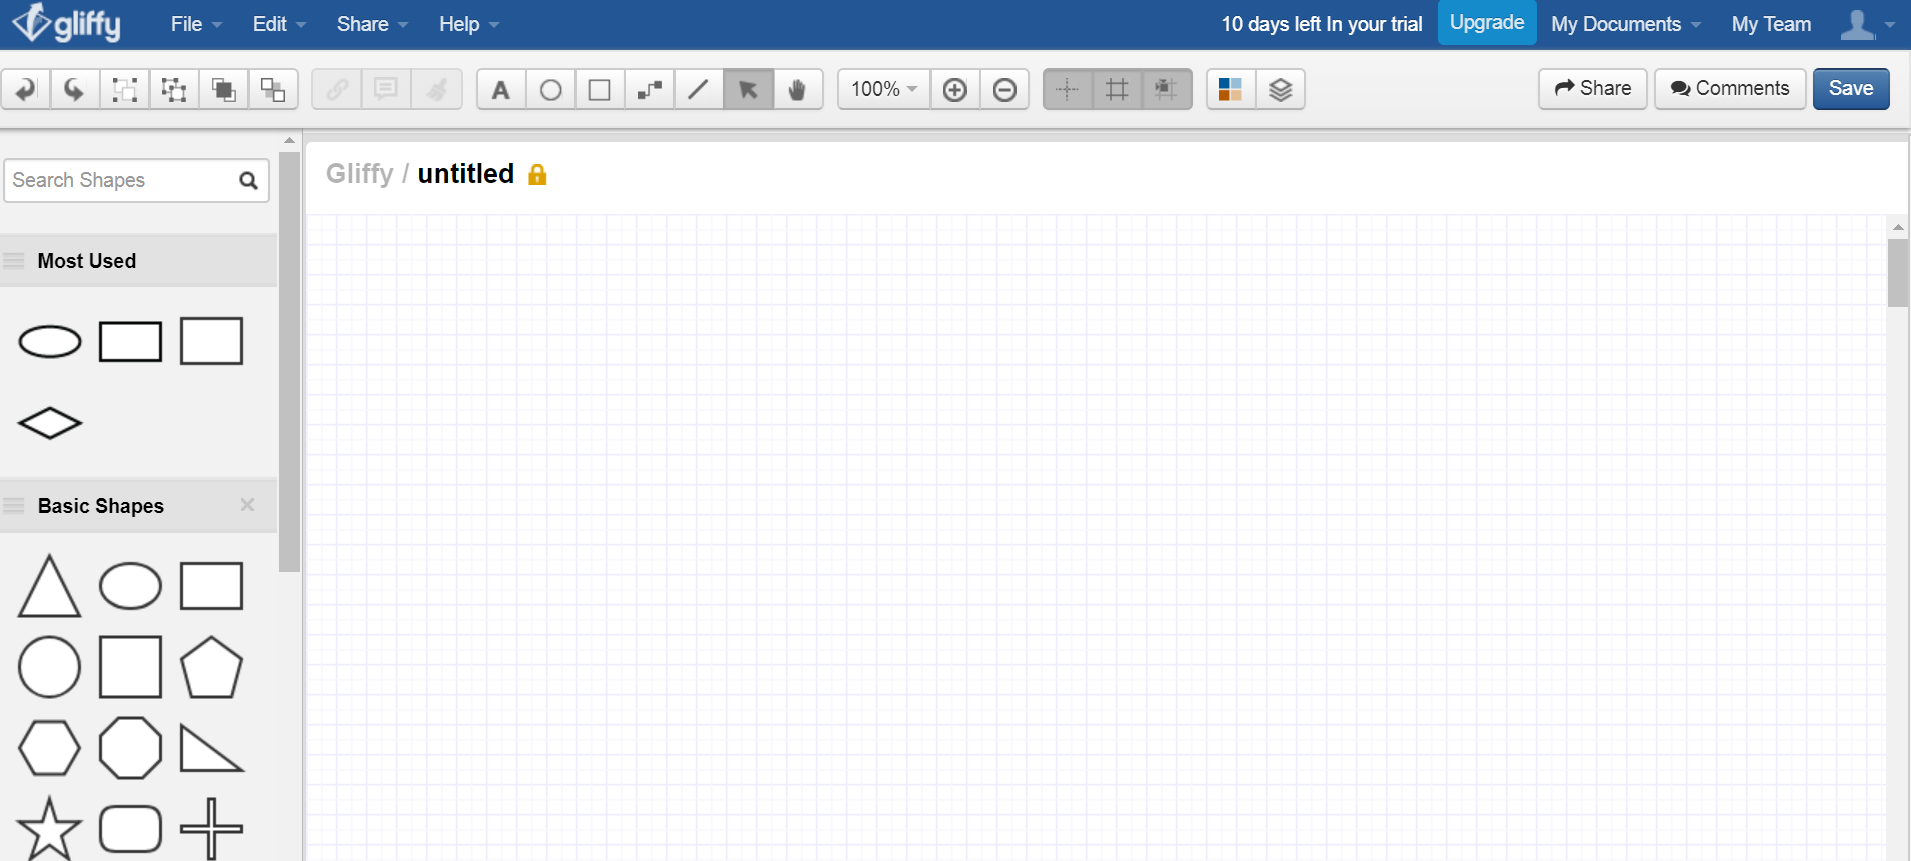 gliffy File Edit Share Help 10 days left In your trial Upgrade My Documents My Team
A 100% Share Comments Save
Gliffy / untitled
Search Shapes
Most Used
Basic Shapes